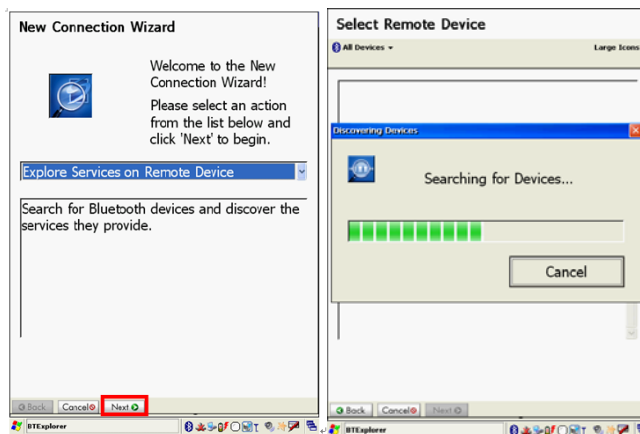 New Connection Wizard
Welcome to the New
Connection Wizard!
Please select an action
from the list below and
click 'Next' to begin.
Explore Services on Remote Device
Search for Bluetooth devices and discover the
services they provide.
Back Cancel Next
BTExplorer
Select Remote Device
All Devices Large Icons
Discovering Devices
Searching for Devices...
Cancel
Back Cancel Next
BTExplorer